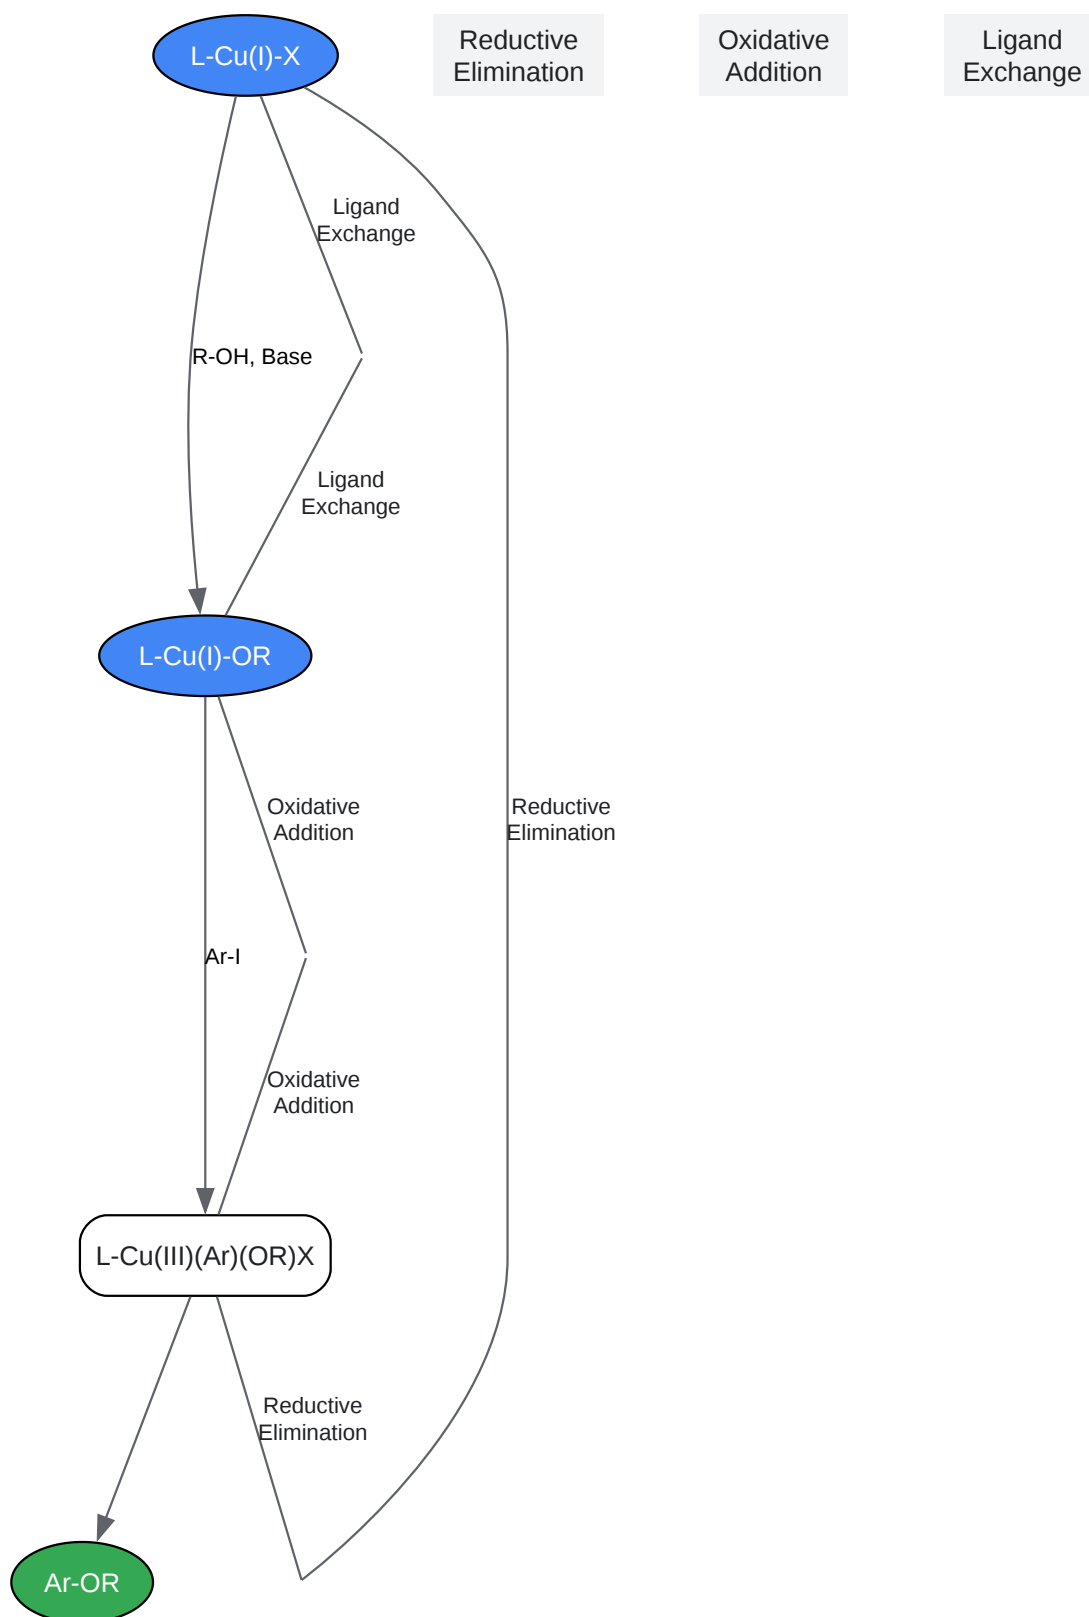 L-Cu(I)-X
Reductive
Elimination
Oxidative
Addition
Ligand
Exchange
Ligand
Exchange
R-OH, Base
Ligand
Exchange
L-Cu(I)-OR
Oxidative
Addition
Reductive
Elimination
Ar-I
Oxidative
Addition
L-Cu(III)(Ar)(OR)X
Reductive
Elimination
Ar-OR